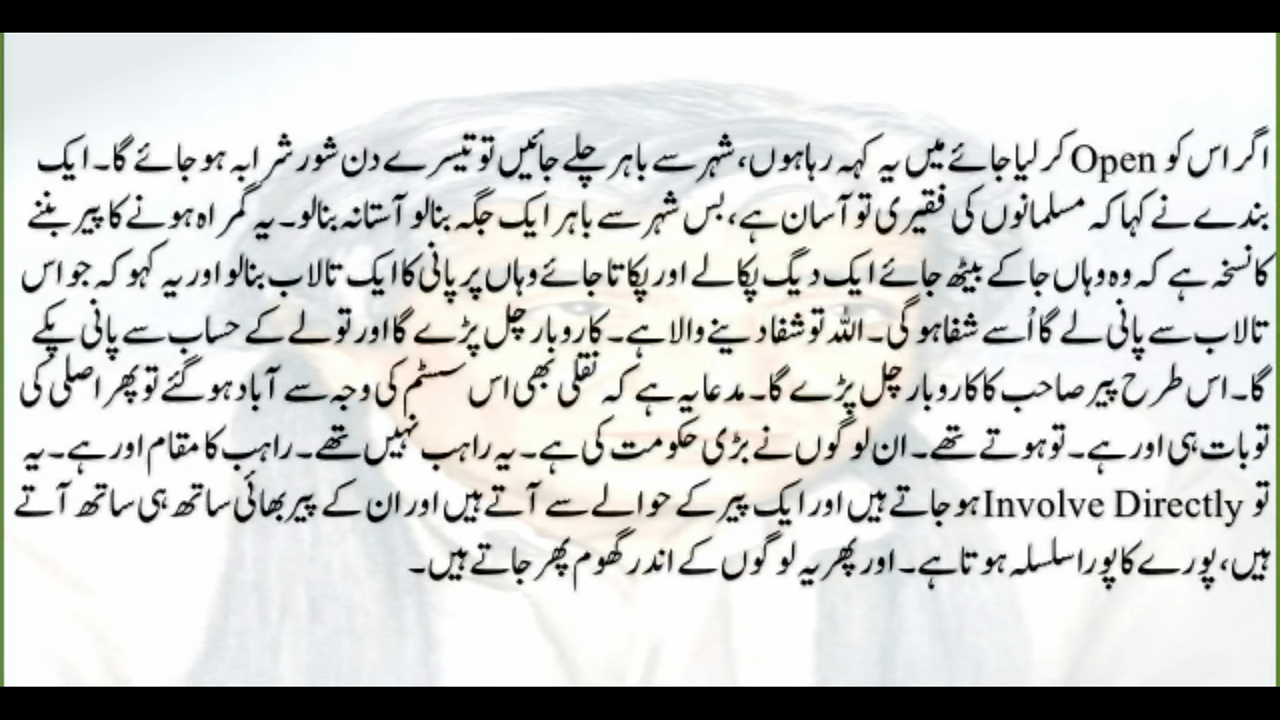 اگر اس کو Open کر لیا جائے میں یہ کہہ رہا ہوں، شہر سے باہر چلے جائیں تو تیسرے دن شور شرابہ ہو جائے گا۔ ایک
بندے نے کہا کہ مسلمانوں کی فقیری تو آسان ہے، بس شہر سے باہر ایک جگہ بنالو آستانہ بنالو۔ یہ گمراہ ہونے کا پیر بننے
کا نسخہ ہے کہ وہ وہاں جا کے بیٹھ جائے ایک دیگ پکا لے اور پکاتا جائے وہاں پر پانی کا ایک تالاب بنالو اور یہ کہو کہ جو اس
تالاب سے پانی لے گا اُسے شفا ہو گی۔ اللہ تو شفا دینے والا ہے۔ کاروبار چل پڑے گا اور تولے کے حساب سے پانی بِکے
گا۔ اس طرح پیر صاحب کا کاروبار چل پڑے گا۔ مدعا یہ ہے کہ نقلی بھی اس سسٹم کی وجہ سے آباد ہو گئے تو پھر اصلی کی
تو بات ہی اور ہے۔ تو ہوتے تھے۔ ان لوگوں نے بڑی حکومت کی ہے۔ یہ راہب نہیں تھے۔ راہب کا مقام اور ہے۔ یہ
تو Involve Directly ہو جاتے ہیں اور ایک پیر کے حوالے سے آتے ہیں اور ان کے پیر بھائی ساتھ ہی ساتھ آتے
ہیں، پورے کا پورا سلسلہ ہوتا ہے۔ اور پھر یہ لوگوں کے اندر گھوم پھر جاتے ہیں۔